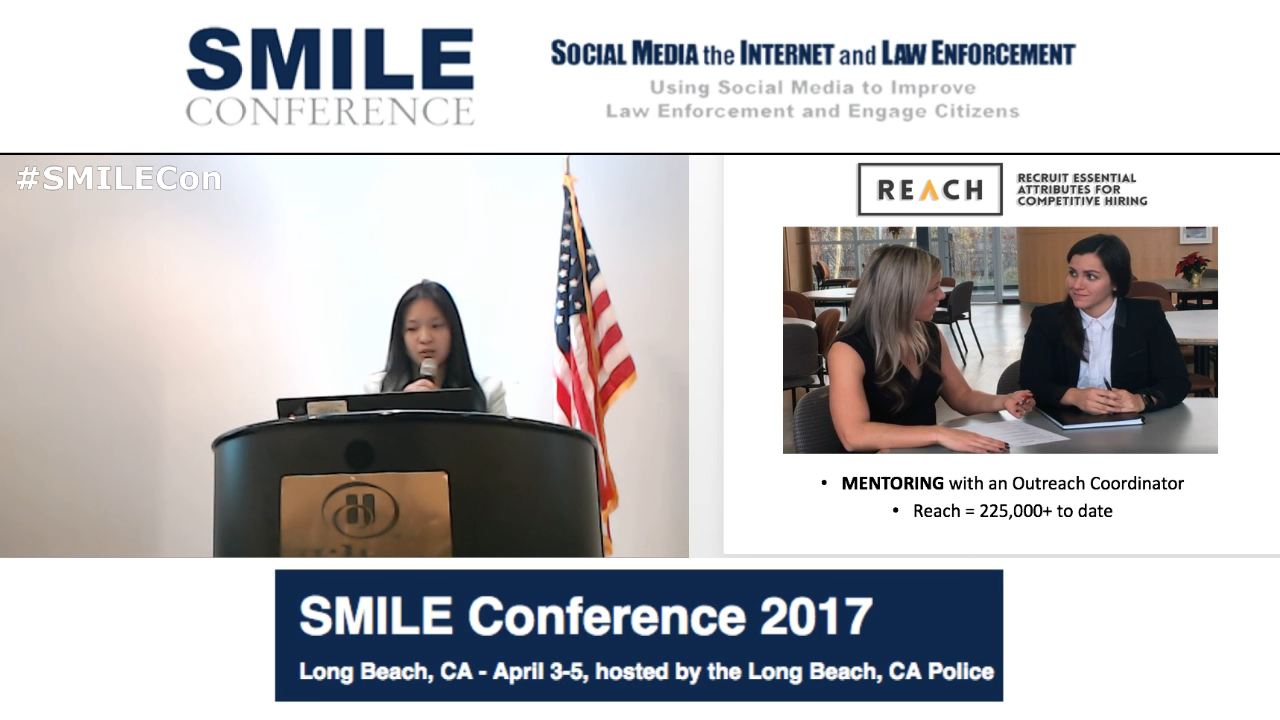 SMILE
CONFERENCE
SOCIAL MEDIA the INTERNET and LAW ENFORCEMENT
Using Social Media to Improve
Law Enforcement and Engage Citizens
#SMILECon
REACH
RECRUIT ESSENTIAL
ATTRIBUTES FOR
COMPETITIVE HIRING
• MENTORING with an Outreach Coordinator
• Reach = 225,000+ to date
SMILE Conference 2017
Long Beach, CA - April 3-5, hosted by the Long Beach, CA Police